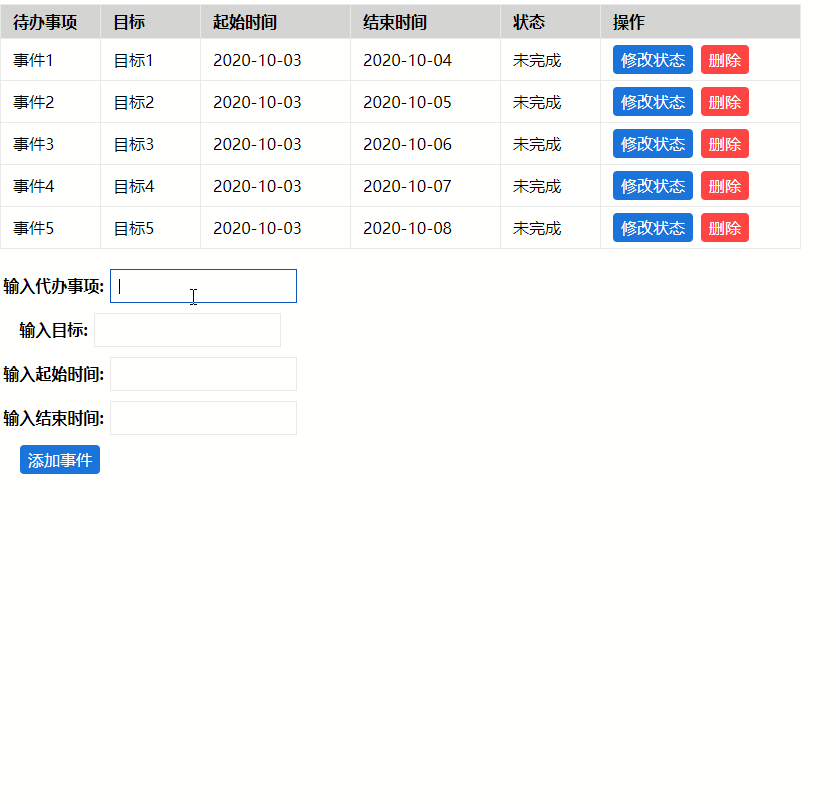 待办事项 目标 起始时间 结束时间 状态 操作
事件1 目标1 2020-10-03 2020-10-04 未完成 修改状态 删除
事件2 目标2 2020-10-03 2020-10-05 未完成 修改状态 删除
事件3 目标3 2020-10-03 2020-10-06 未完成 修改状态 删除
事件4 目标4 2020-10-03 2020-10-07 未完成 修改状态 删除
事件5 目标5 2020-10-03 2020-10-08 未完成 修改状态 删除
输入代办事项:
输入目标:
输入起始时间:
输入结束时间:
添加事件